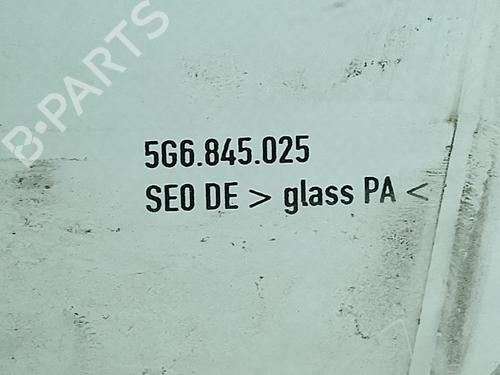 B-PARTS
5G6.845.025
SEO DE > glass PA <